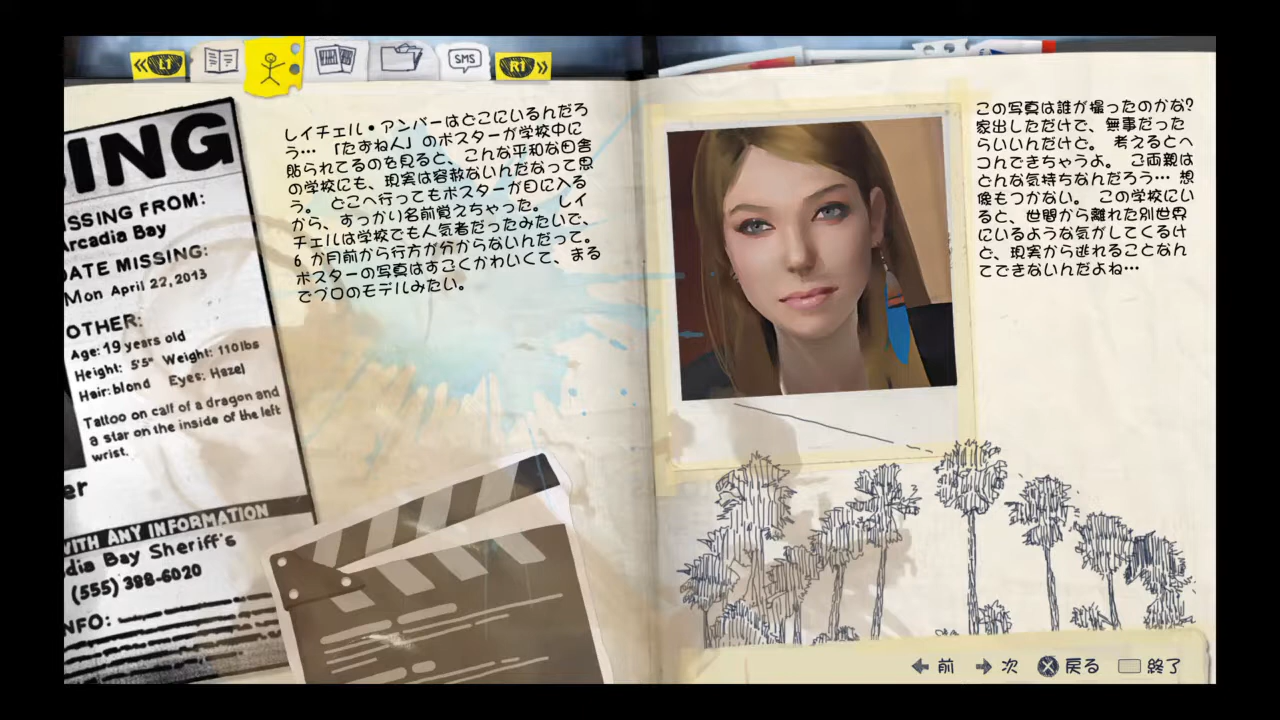 L1
SMS
R1
ING
SSING FROM:
Arcadia Bay
DATE MISSING:
Mon April 22, 2013
OTHER:
Age: 19 years old
Height: 5'5" Weight: 110lbs
Hair: blond Eyes: Hazel
Tattoo on calf of a dragon and
a star on the inside of the left
wrist.
er
WITH ANY INFORMATION
dia Bay Sheriff's
(555) 388-6020
NFO:
レイチェル・アンバーはどこにいるんだろ
う… 「たずね人」のポスターが学校中に
貼られてるのを見ると、こんな平和な田舎
の学校にも、現実は容赦ないんだなって思
う。 どこへ行ってもポスターが目に入る
から、すっかり名前覚えちゃった。 レイ
チェルは学校でも人気者だったみたいで、
6 か月前から行方が分からないんだって。
ポスターの写真はすごくかわいくて、まる
でプロのモデルみたい。
この写真は誰が撮ったのかな?
家出しただけで、無事だった
らいいんだけど。 考えるとヘ
コんできちゃうよ。 ご両親は
どんな気持ちなんだろう… 想
像もつかない。 この学校にい
ると、世間から離れた別世界
にいるような気がしてくるけ
ど、現実から逃れることなん
てできないんだよね…
前 次 戻る 終了